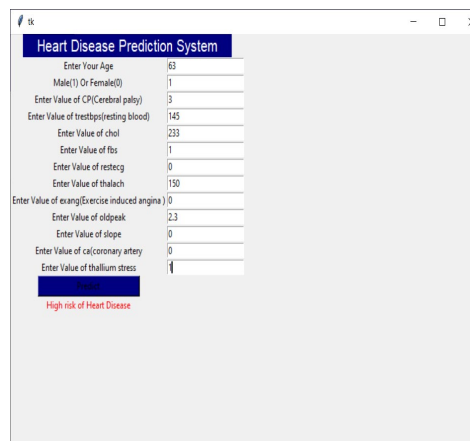 tk
Heart Disease Prediction System
Enter Your Age 63
Male(1) Or Female(0) 1
Enter Value of CP(Cerebral palsy) 3
Enter Value of trestbps(resting blood) 145
Enter Value of chol 233
Enter Value of fbs 1
Enter Value of restecg 0
Enter Value of thalach 150
Enter Value of exang(Exercise induced angina ) 0
Enter Value of oldpeak 2.3
Enter Value of slope 0
Enter Value of ca(coronary artery 0
Enter Value of thallium stress 1
High risk of Heart Disease